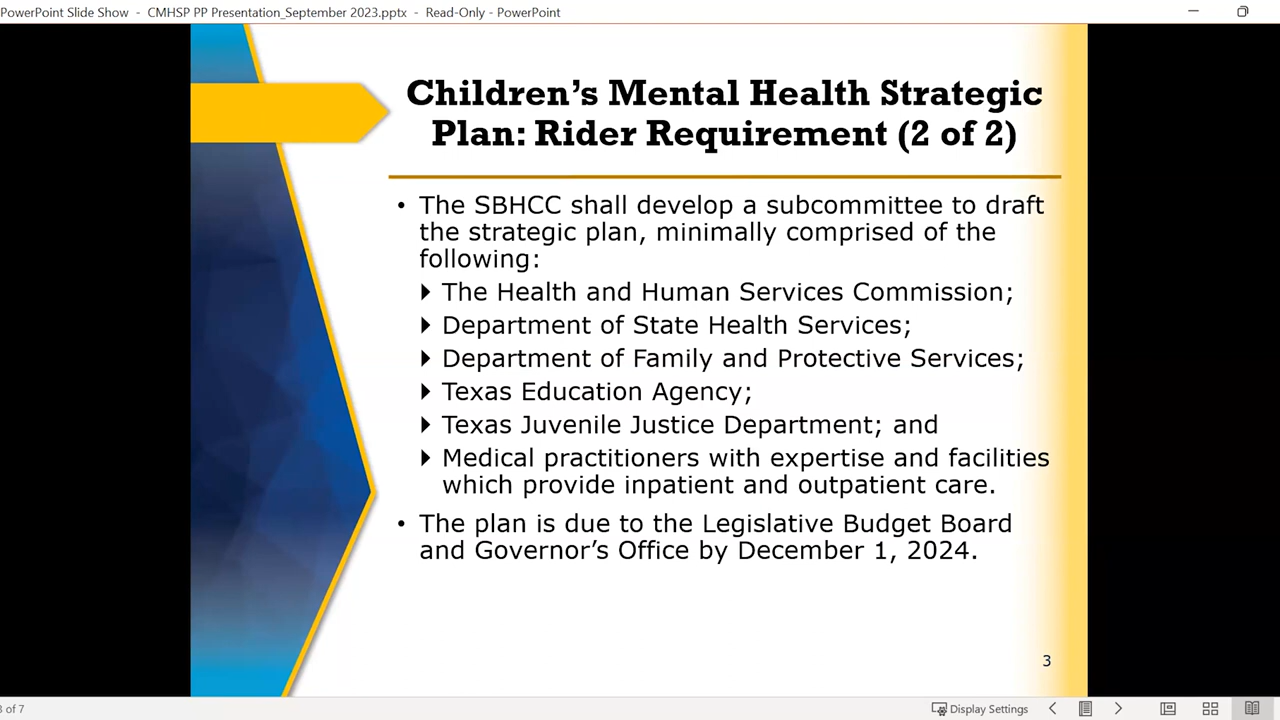 PowerPoint Slide Show - CMHSP PP Presentation_September 2023.pptx - Read-Only - PowerPoint
Children’s Mental Health Strategic
Plan: Rider Requirement (2 of 2)
• The SBHCC shall develop a subcommittee to draft
the strategic plan, minimally comprised of the
following:
The Health and Human Services Commission;
Department of State Health Services;
Department of Family and Protective Services;
Texas Education Agency;
Texas Juvenile Justice Department; and
Medical practitioners with expertise and facilities
which provide inpatient and outpatient care.
• The plan is due to the Legislative Budget Board
and Governor’s Office by December 1, 2024.
3
3 of 7
Display Settings